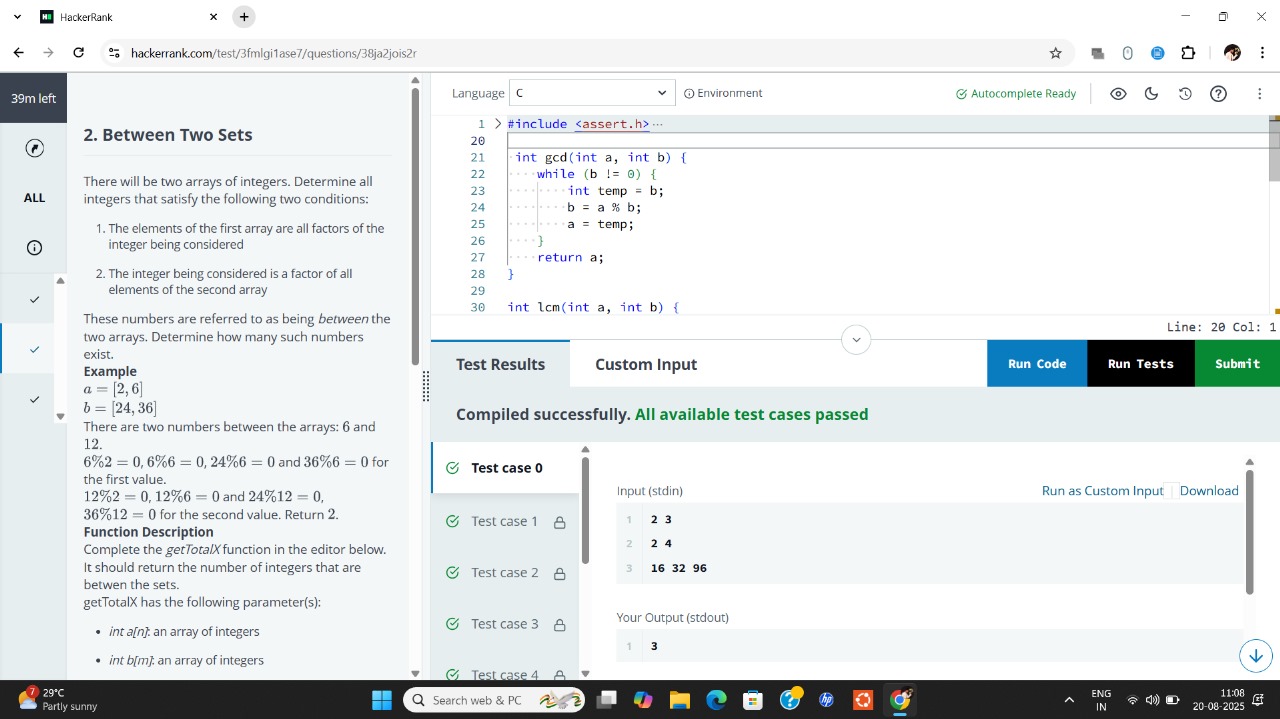 HackerRank
hackerrank.com/test/3fmlgi1ase7/questions/38ja2jois2r
39m left
ALL
2. Between Two Sets
There will be two arrays of integers. Determine all
integers that satisfy the following two conditions:
1. The elements of the first array are all factors of the
integer being considered
2. The integer being considered is a factor of all
elements of the second array
These numbers are referred to as being between the
two arrays. Determine how many such numbers
exist.
Example
a = [2, 6]
b = [24, 36]
There are two numbers between the arrays: 6 and
12.
6%2 = 0, 6%6 = 0, 24%6 = 0 and 36%6 = 0 for
the first value.
12%2 = 0, 12%6 = 0 and 24%12 = 0,
36%12 = 0 for the second value. Return 2.
Function Description
Complete the getTotalX function in the editor below.
It should return the number of integers that are
betwen the sets.
getTotalX has the following parameter(s):
• int a[n]: an array of integers
• int b[m]: an array of integers
Language C Environment Autocomplete Ready
1 #include <assert.h> ···
20
21 int gcd(int a, int b) {
22 while (b != 0) {
23 int temp = b;
24 b = a % b;
25 a = temp;
26 }
27 return a;
28 }
29
30 int lcm(int a, int b) {
Line: 20 Col: 1
Test Results Custom Input Run Code Run Tests Submit
Compiled successfully. All available test cases passed
Test case 0
Test case 1
Test case 2
Test case 3
Test case 4
Input (stdin) Run as Custom Input Download
1 2 3
2 2 4
3 16 32 96
Your Output (stdout)
1 3
7 29°C
Partly sunny
Search web & PC
ENG
IN
11:08
20-08-2025